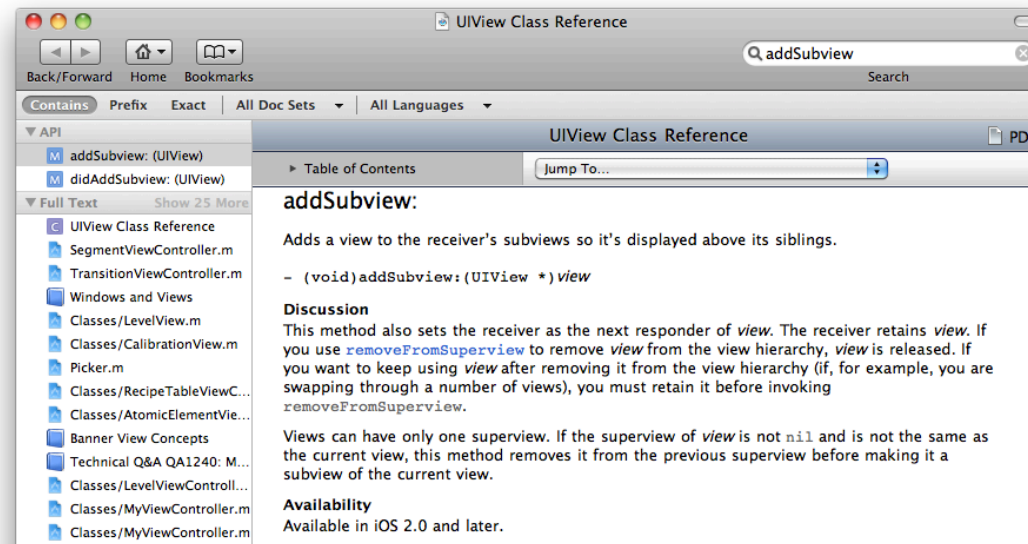 UIView Class Reference
addSubview
Back/Forward Home Bookmarks
Search
Contains Prefix Exact All Doc Sets All Languages
API
addSubview: (UIView)
didAddSubview: (UIView)
Full Text Show 25 More
UIView Class Reference
SegmentViewController.m
TransitionViewController.m
Windows and Views
Classes/LevelView.m
Classes/CalibrationView.m
Picker.m
Classes/RecipeTableViewC...
Classes/AtomicElementVie...
Banner View Concepts
Technical Q&A QA1240: M...
Classes/LevelViewControll...
Classes/MyViewController.m
Classes/MyViewController.m
UIView Class Reference PD
Table of Contents Jump To...
addSubview:
Adds a view to the receiver's subviews so it's displayed above its siblings.
- (void)addSubview:(UIView *)view
Discussion
This method also sets the receiver as the next responder of view. The receiver retains view. If
you use removeFromSuperview to remove view from the view hierarchy, view is released. If
you want to keep using view after removing it from the view hierarchy (if, for example, you are
swapping through a number of views), you must retain it before invoking
removeFromSuperview.
Views can have only one superview. If the superview of view is not nil and is not the same as
the current view, this method removes it from the previous superview before making it a
subview of the current view.
Availability
Available in iOS 2.0 and later.